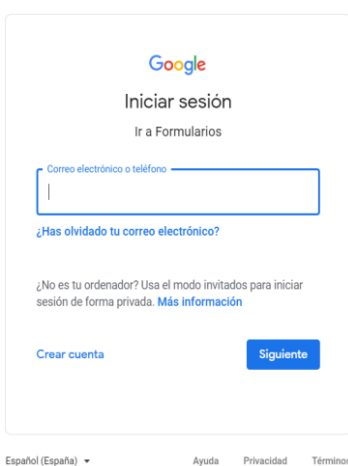 Google
Iniciar sesión
Ir a Formularios
Correo electrónico o teléfono
¿Has olvidado tu correo electrónico?
¿No es tu ordenador? Usa el modo invitados para iniciar
sesión de forma privada. Más información
Crear cuenta Siguiente
Español (España) Ayuda Privacidad Términos